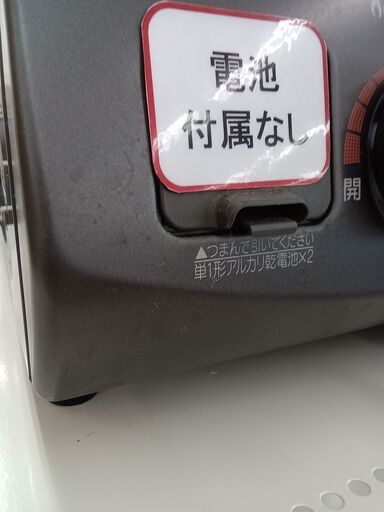 電池
付属なし
開
▲つまんで引いてください
単1形アルカリ乾電池×2